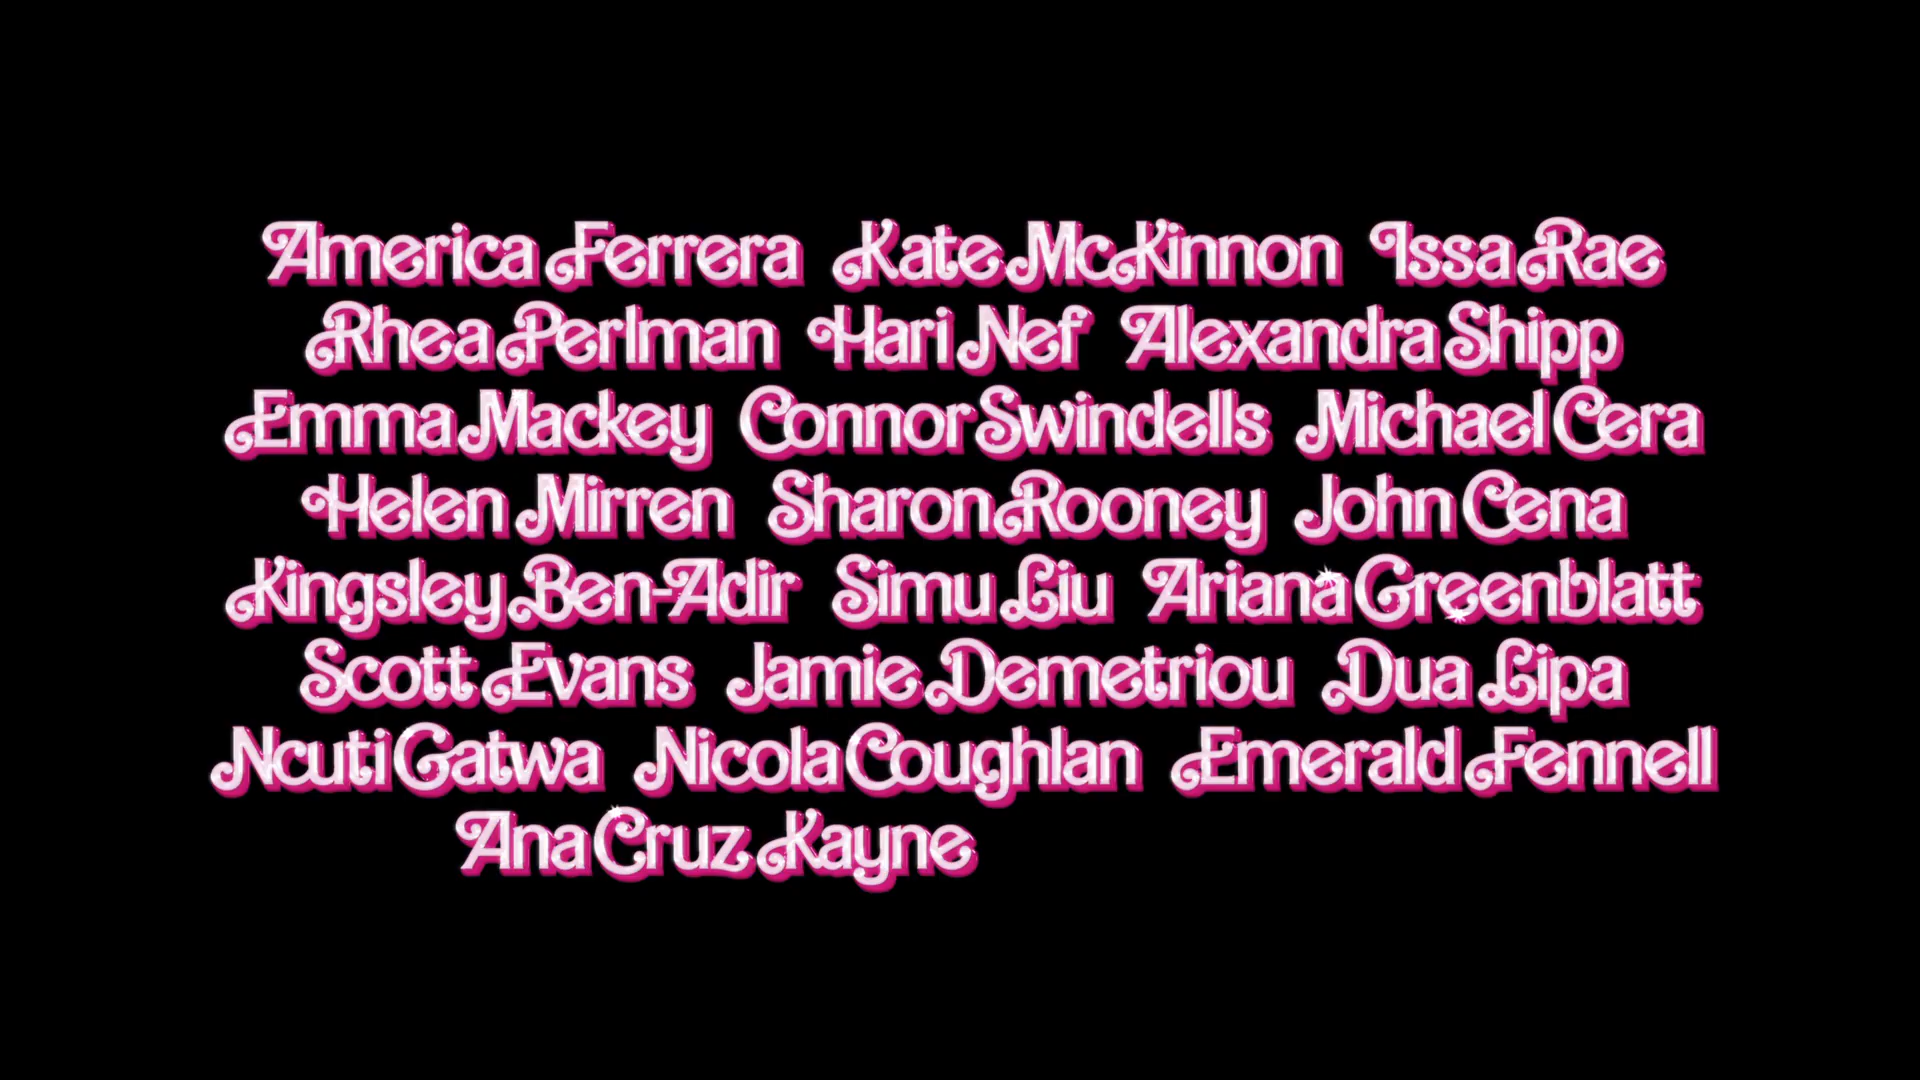 America Ferrera Kate McKinnon Issa Rae
Rhea Perlman Hari Nef Alexandra Shipp
Emma Mackey Connor Swindells Michael Cera
Helen Mirren Sharon Rooney John Cena
Kingsley Ben-Adir Simu Liu Ariana Greenblatt
Scott Evans Jamie Demetriou Dua Lipa
Ncuti Gatwa Nicola Coughlan Emerald Fennell
Ana Cruz Kayne